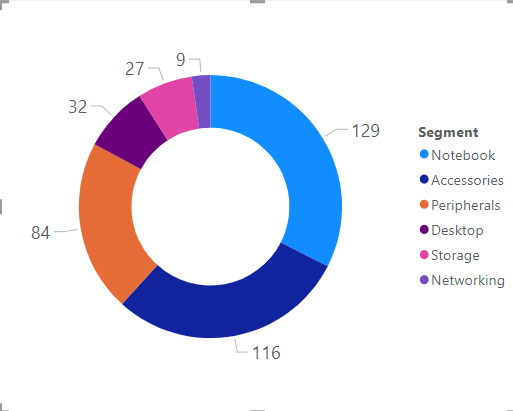 9
27
32
129
84
116
Segment
Notebook
Accessories
Peripherals
Desktop
Storage
Networking